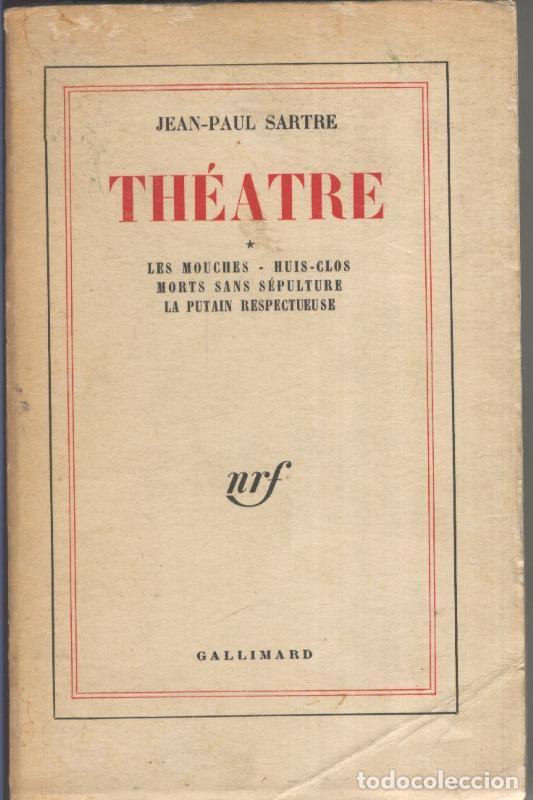 JEAN-PAUL SARTRE
THÉATRE
*
LES MOUCHES - HUIS-CLOS
MORTS SANS SÉPULTURE
LA PUTAIN RESPECTUEUSE
nrf
GALLIMARD
todocoleccion